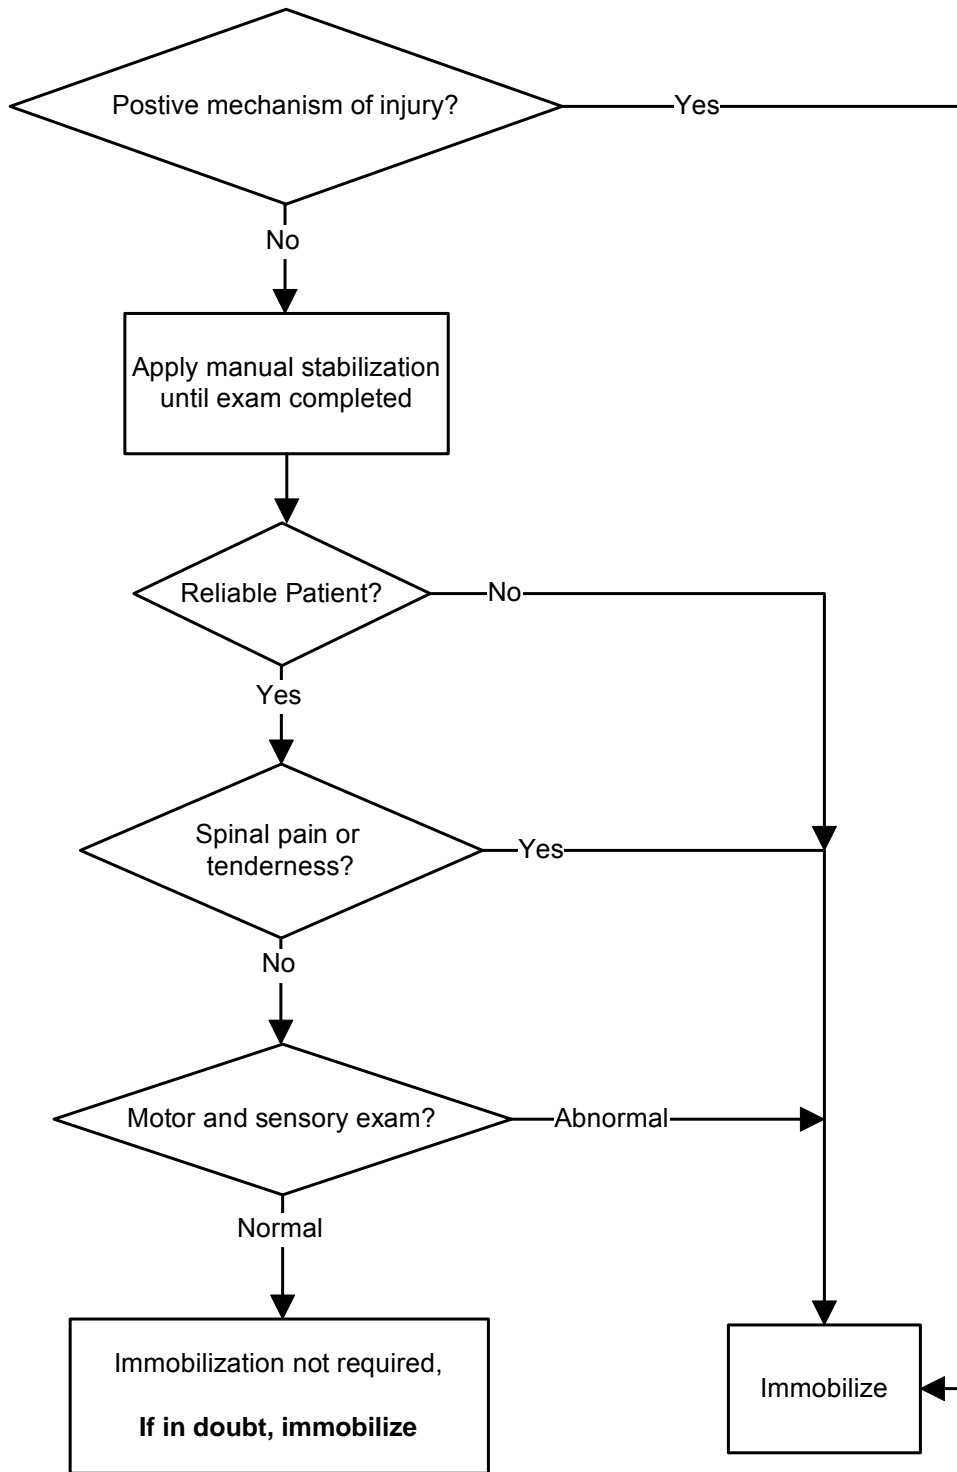 Postive mechanism of injury?
Yes
No
Apply manual stabilization
until exam completed
Reliable Patient?
No
Yes
Spinal pain or
tenderness?
Yes
No
Motor and sensory exam?
Abnormal
Normal
Immobilization not required,
If in doubt, immobilize
Immobilize